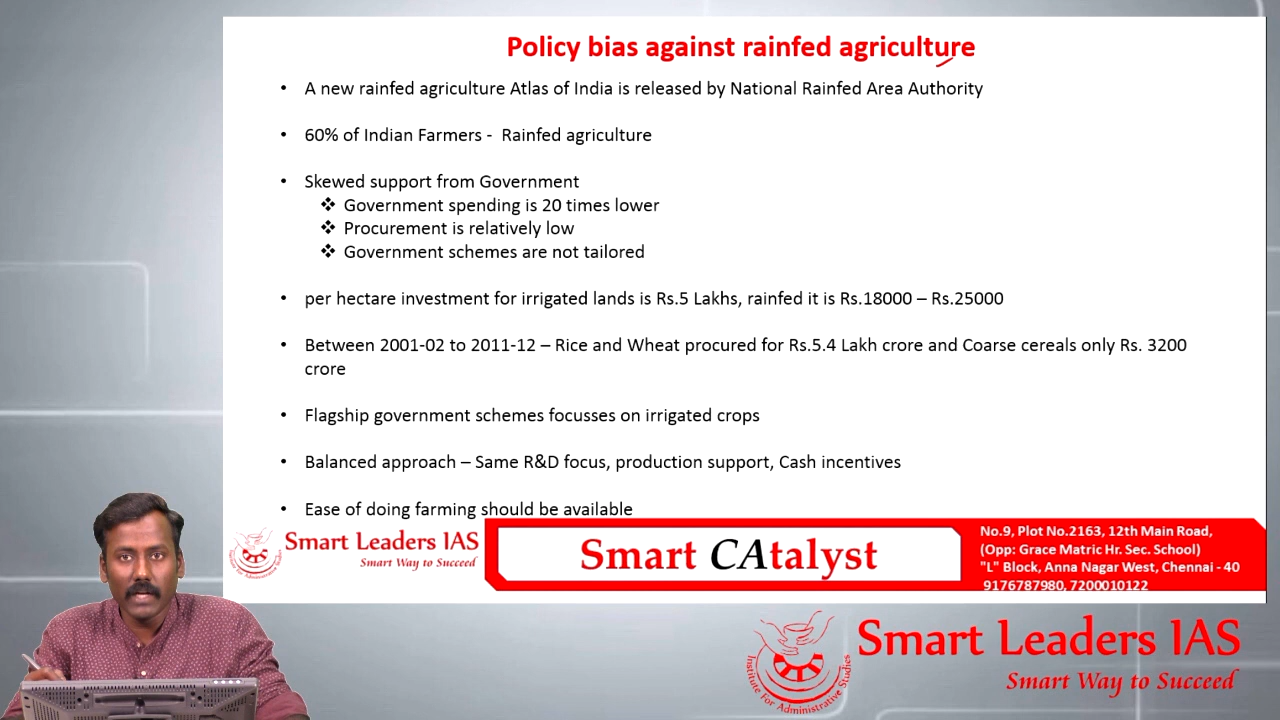 Policy bias against rainfed agriculture
• A new rainfed agriculture Atlas of India is released by National Rainfed Area Authority
• 60% of Indian Farmers - Rainfed agriculture
• Skewed support from Government
❖ Government spending is 20 times lower
❖ Procurement is relatively low
❖ Government schemes are not tailored
• per hectare investment for irrigated lands is Rs.5 Lakhs, rainfed it is Rs.18000 – Rs.25000
• Between 2001-02 to 2011-12 – Rice and Wheat procured for Rs.5.4 Lakh crore and Coarse cereals only Rs. 3200
crore
• Flagship government schemes focusses on irrigated crops
• Balanced approach – Same R&D focus, production support, Cash incentives
• Ease of doing farming should be available
Smart Leaders IAS
Smart Way to Succeed
Smart CAtalyst
No.9, Plot No.2163, 12th Main Road,
(Opp: Grace Matric Hr. Sec. School)
"L" Block, Anna Nagar West, Chennai - 40
9176787980, 7200010122
Smart Leaders IAS
Smart Way to Succeed
Institute For Administrative Studies